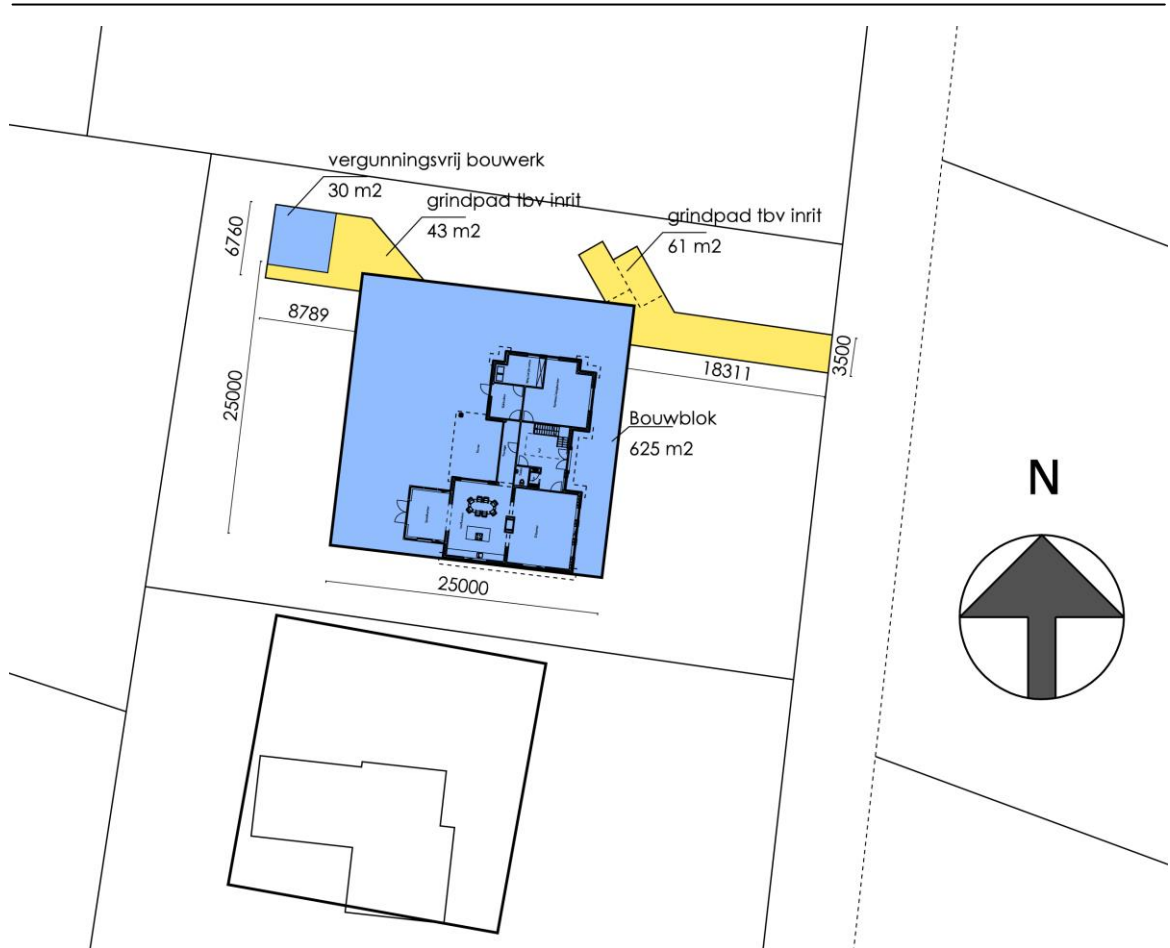 vergunningsvrij bouwerk
30 m2
grindpad tbv inrit
43 m2
grindpad tbv inrit
61 m2
6760
8789
25000
18311
3500
Bouwblok
625 m2
25000
N